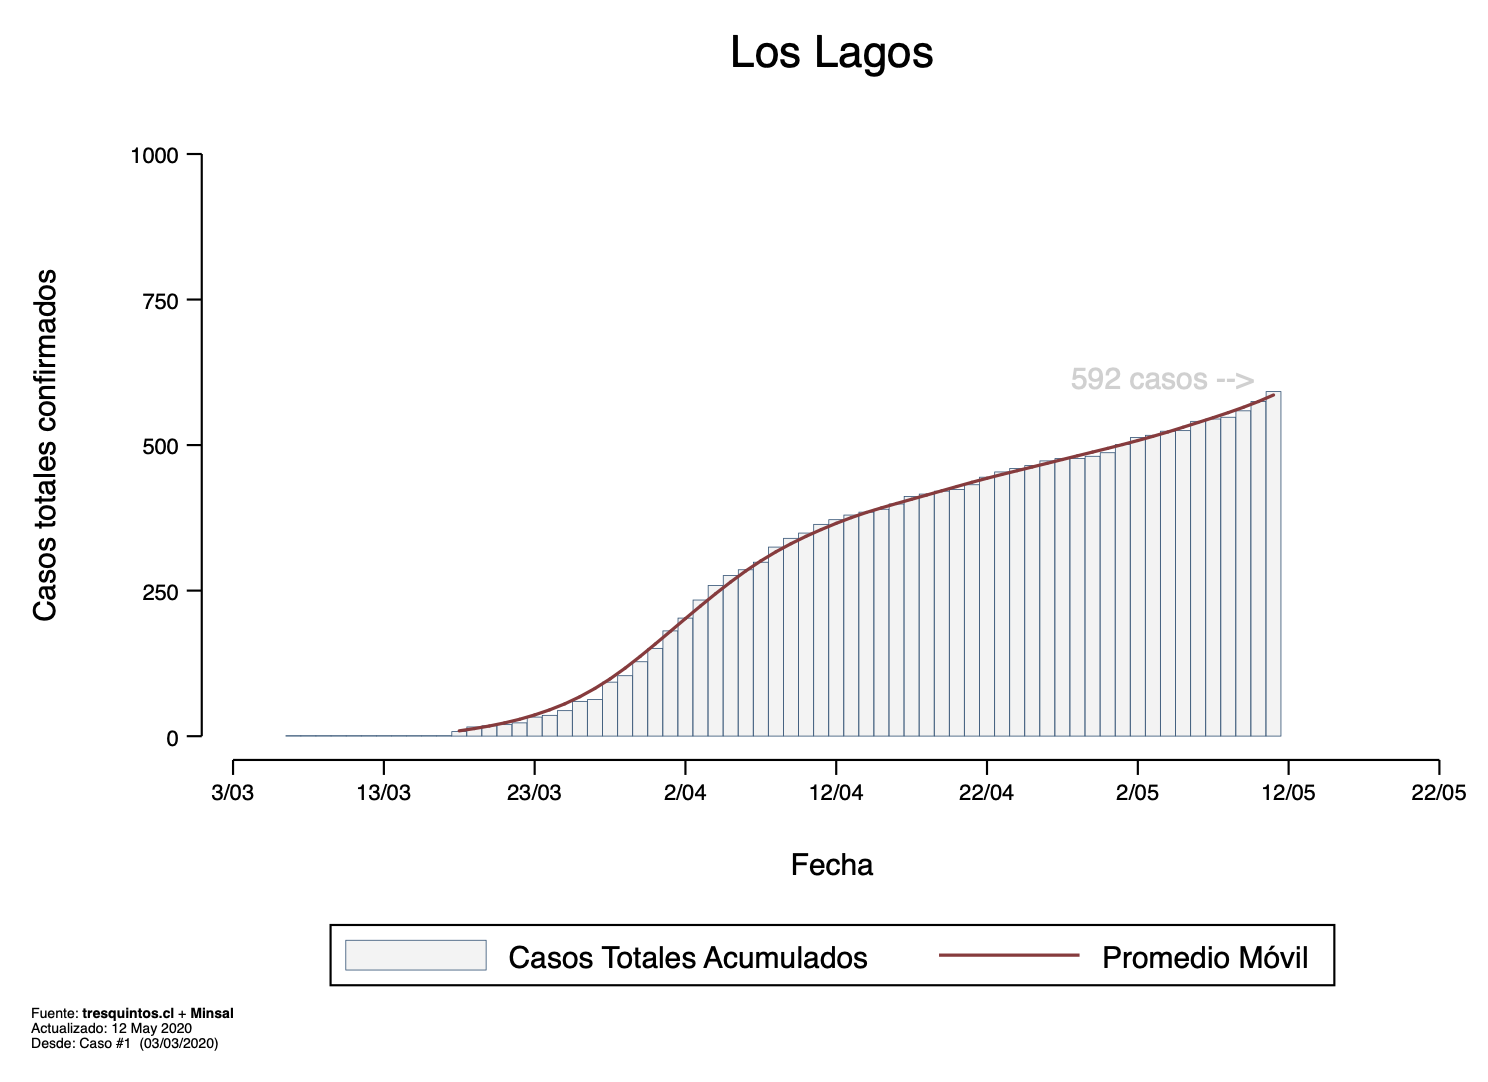 Los Lagos
Casos totales confirmados
1000
750
500
250
0
592 casos -->
3/03 13/03 23/03 2/04 12/04 22/04 2/05 12/05 22/05
Fecha
Casos Totales Acumulados Promedio Móvil
Fuente: tresquintos.cl + Minsal
Actualizado: 12 May 2020
Desde: Caso #1 (03/03/2020)